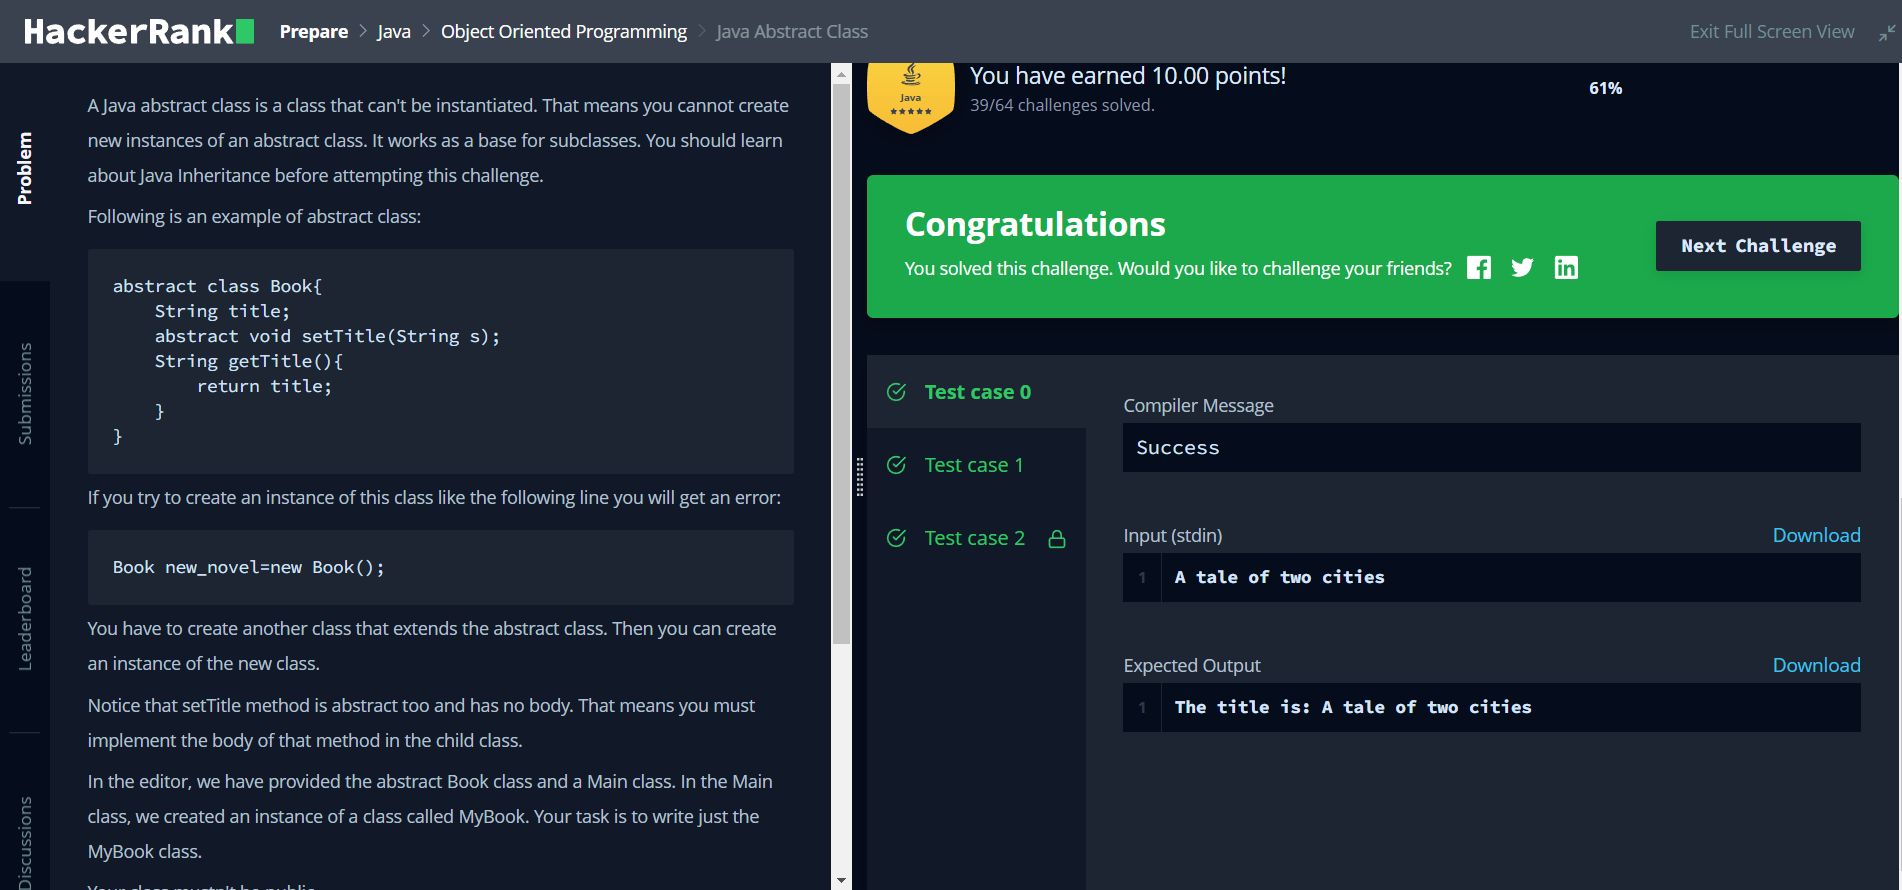 HackerRank
Prepare > Java > Object Oriented Programming > Java Abstract Class
Exit Full Screen View
Problem
Submissions
Leaderboard
Discussions
A Java abstract class is a class that can't be instantiated. That means you cannot create
new instances of an abstract class. It works as a base for subclasses. You should learn
about Java Inheritance before attempting this challenge.
Following is an example of abstract class:
abstract class Book{
    String title;
    abstract void setTitle(String s);
    String getTitle(){
        return title;
    }
}
If you try to create an instance of this class like the following line you will get an error:
Book new_novel=new Book();
You have to create another class that extends the abstract class. Then you can create
an instance of the new class.
Notice that setTitle method is abstract too and has no body. That means you must
implement the body of that method in the child class.
In the editor, we have provided the abstract Book class and a Main class. In the Main
class, we created an instance of a class called MyBook. Your task is to write just the
MyBook class.
Your class mustn't be public
Java
You have earned 10.00 points!
39/64 challenges solved.
61%
Congratulations
You solved this challenge. Would you like to challenge your friends?
Next Challenge
Test case 0
Test case 1
Test case 2
Compiler Message
Success
Input (stdin)
Download
1 A tale of two cities
Expected Output
Download
1 The title is: A tale of two cities